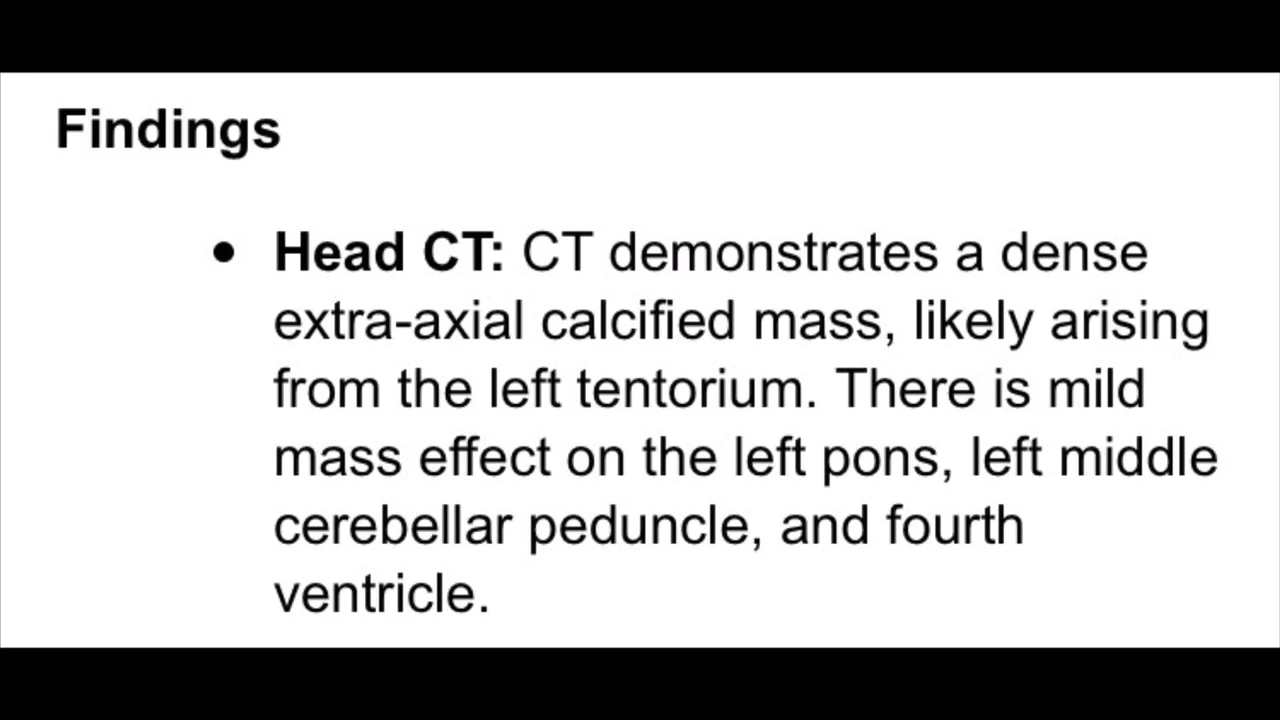 Findings
• Head CT: CT demonstrates a dense
extra-axial calcified mass, likely arising
from the left tentorium. There is mild
mass effect on the left pons, left middle
cerebellar peduncle, and fourth
ventricle.